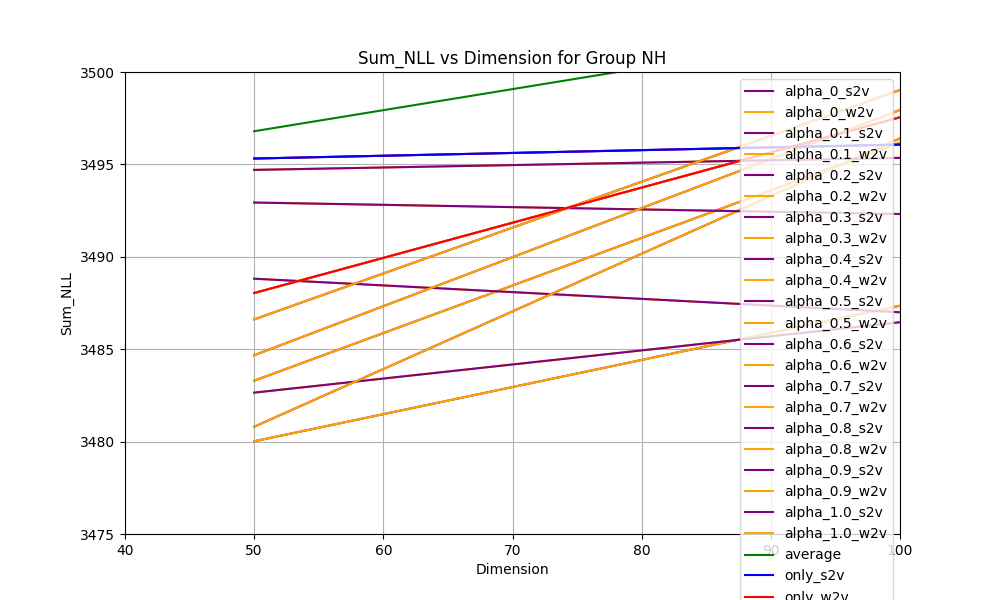 Sum_NLL vs Dimension for Group NH
3500
3495
3490
3485
3480
3475
Sum_NLL
40
50
60
70
80
90
100
Dimension
alpha_0_s2v
alpha_0_w2v
alpha_0.1_s2v
alpha_0.1_w2v
alpha_0.2_s2v
alpha_0.2_w2v
alpha_0.3_s2v
alpha_0.3_w2v
alpha_0.4_s2v
alpha_0.4_w2v
alpha_0.5_s2v
alpha_0.5_w2v
alpha_0.6_s2v
alpha_0.6_w2v
alpha_0.7_s2v
alpha_0.7_w2v
alpha_0.8_s2v
alpha_0.8_w2v
alpha_0.9_s2v
alpha_0.9_w2v
alpha_1.0_s2v
alpha_1.0_w2v
average
only_s2v
only_w2v